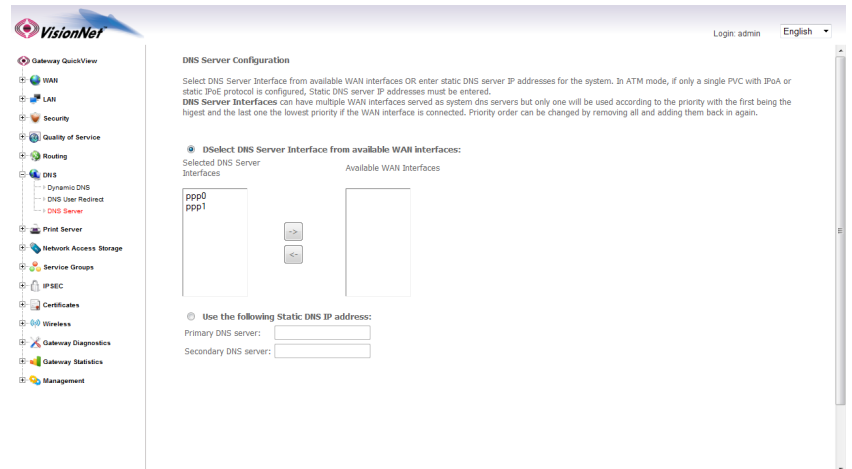 VisionNet
Login: admin
English
Gateway QuickView
WAN
LAN
Security
Quality of Service
Routing
DNS
Dynamic DNS
DNS User Redirect
DNS Server
Print Server
Network Access Storage
Service Groups
IPSEC
Certificates
Wireless
Gateway Diagnostics
Gateway Statistics
Management
DNS Server Configuration
Select DNS Server Interface from available WAN interfaces OR enter static DNS server IP addresses for the system. In ATM mode, if only a single PVC with IPoA or
static IPoE protocol is configured, Static DNS server IP addresses must be entered.
DNS Server Interfaces can have multiple WAN interfaces served as system dns servers but only one will be used according to the priority with the first being the
higest and the last one the lowest priority if the WAN interface is connected. Priority order can be changed by removing all and adding them back in again.
DSelect DNS Server Interface from available WAN interfaces:
Selected DNS Server
Interfaces
Available WAN Interfaces
ppp0
ppp1
->
<-
Use the following Static DNS IP address:
Primary DNS server:
Secondary DNS server: